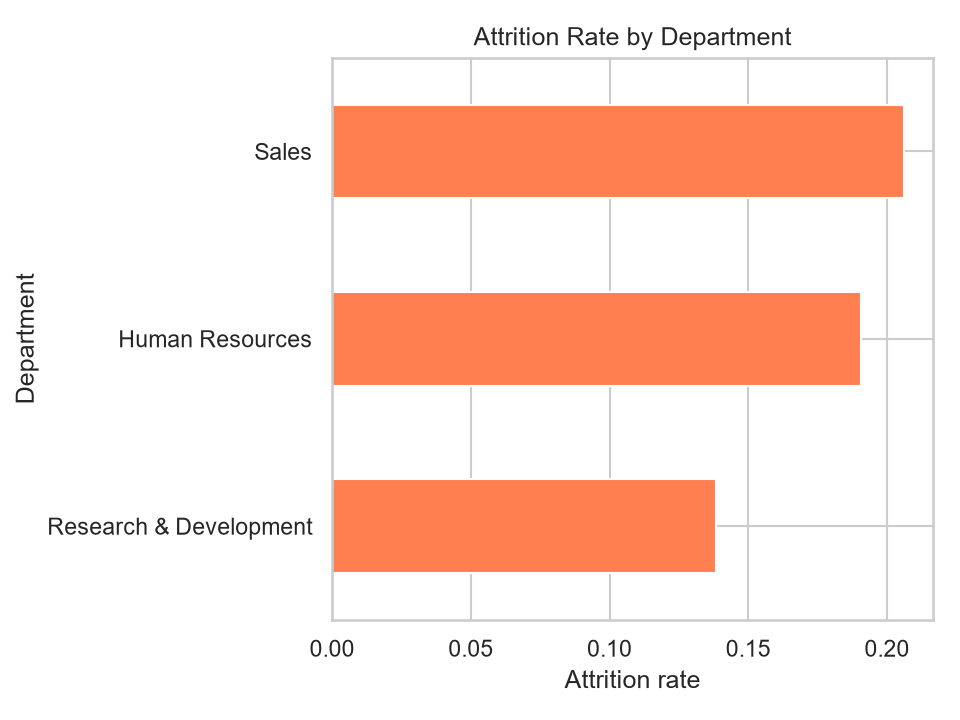 Attrition Rate by Department
Sales
Human Resources
Research & Development
Department
0.00 0.05 0.10 0.15 0.20
Attrition rate